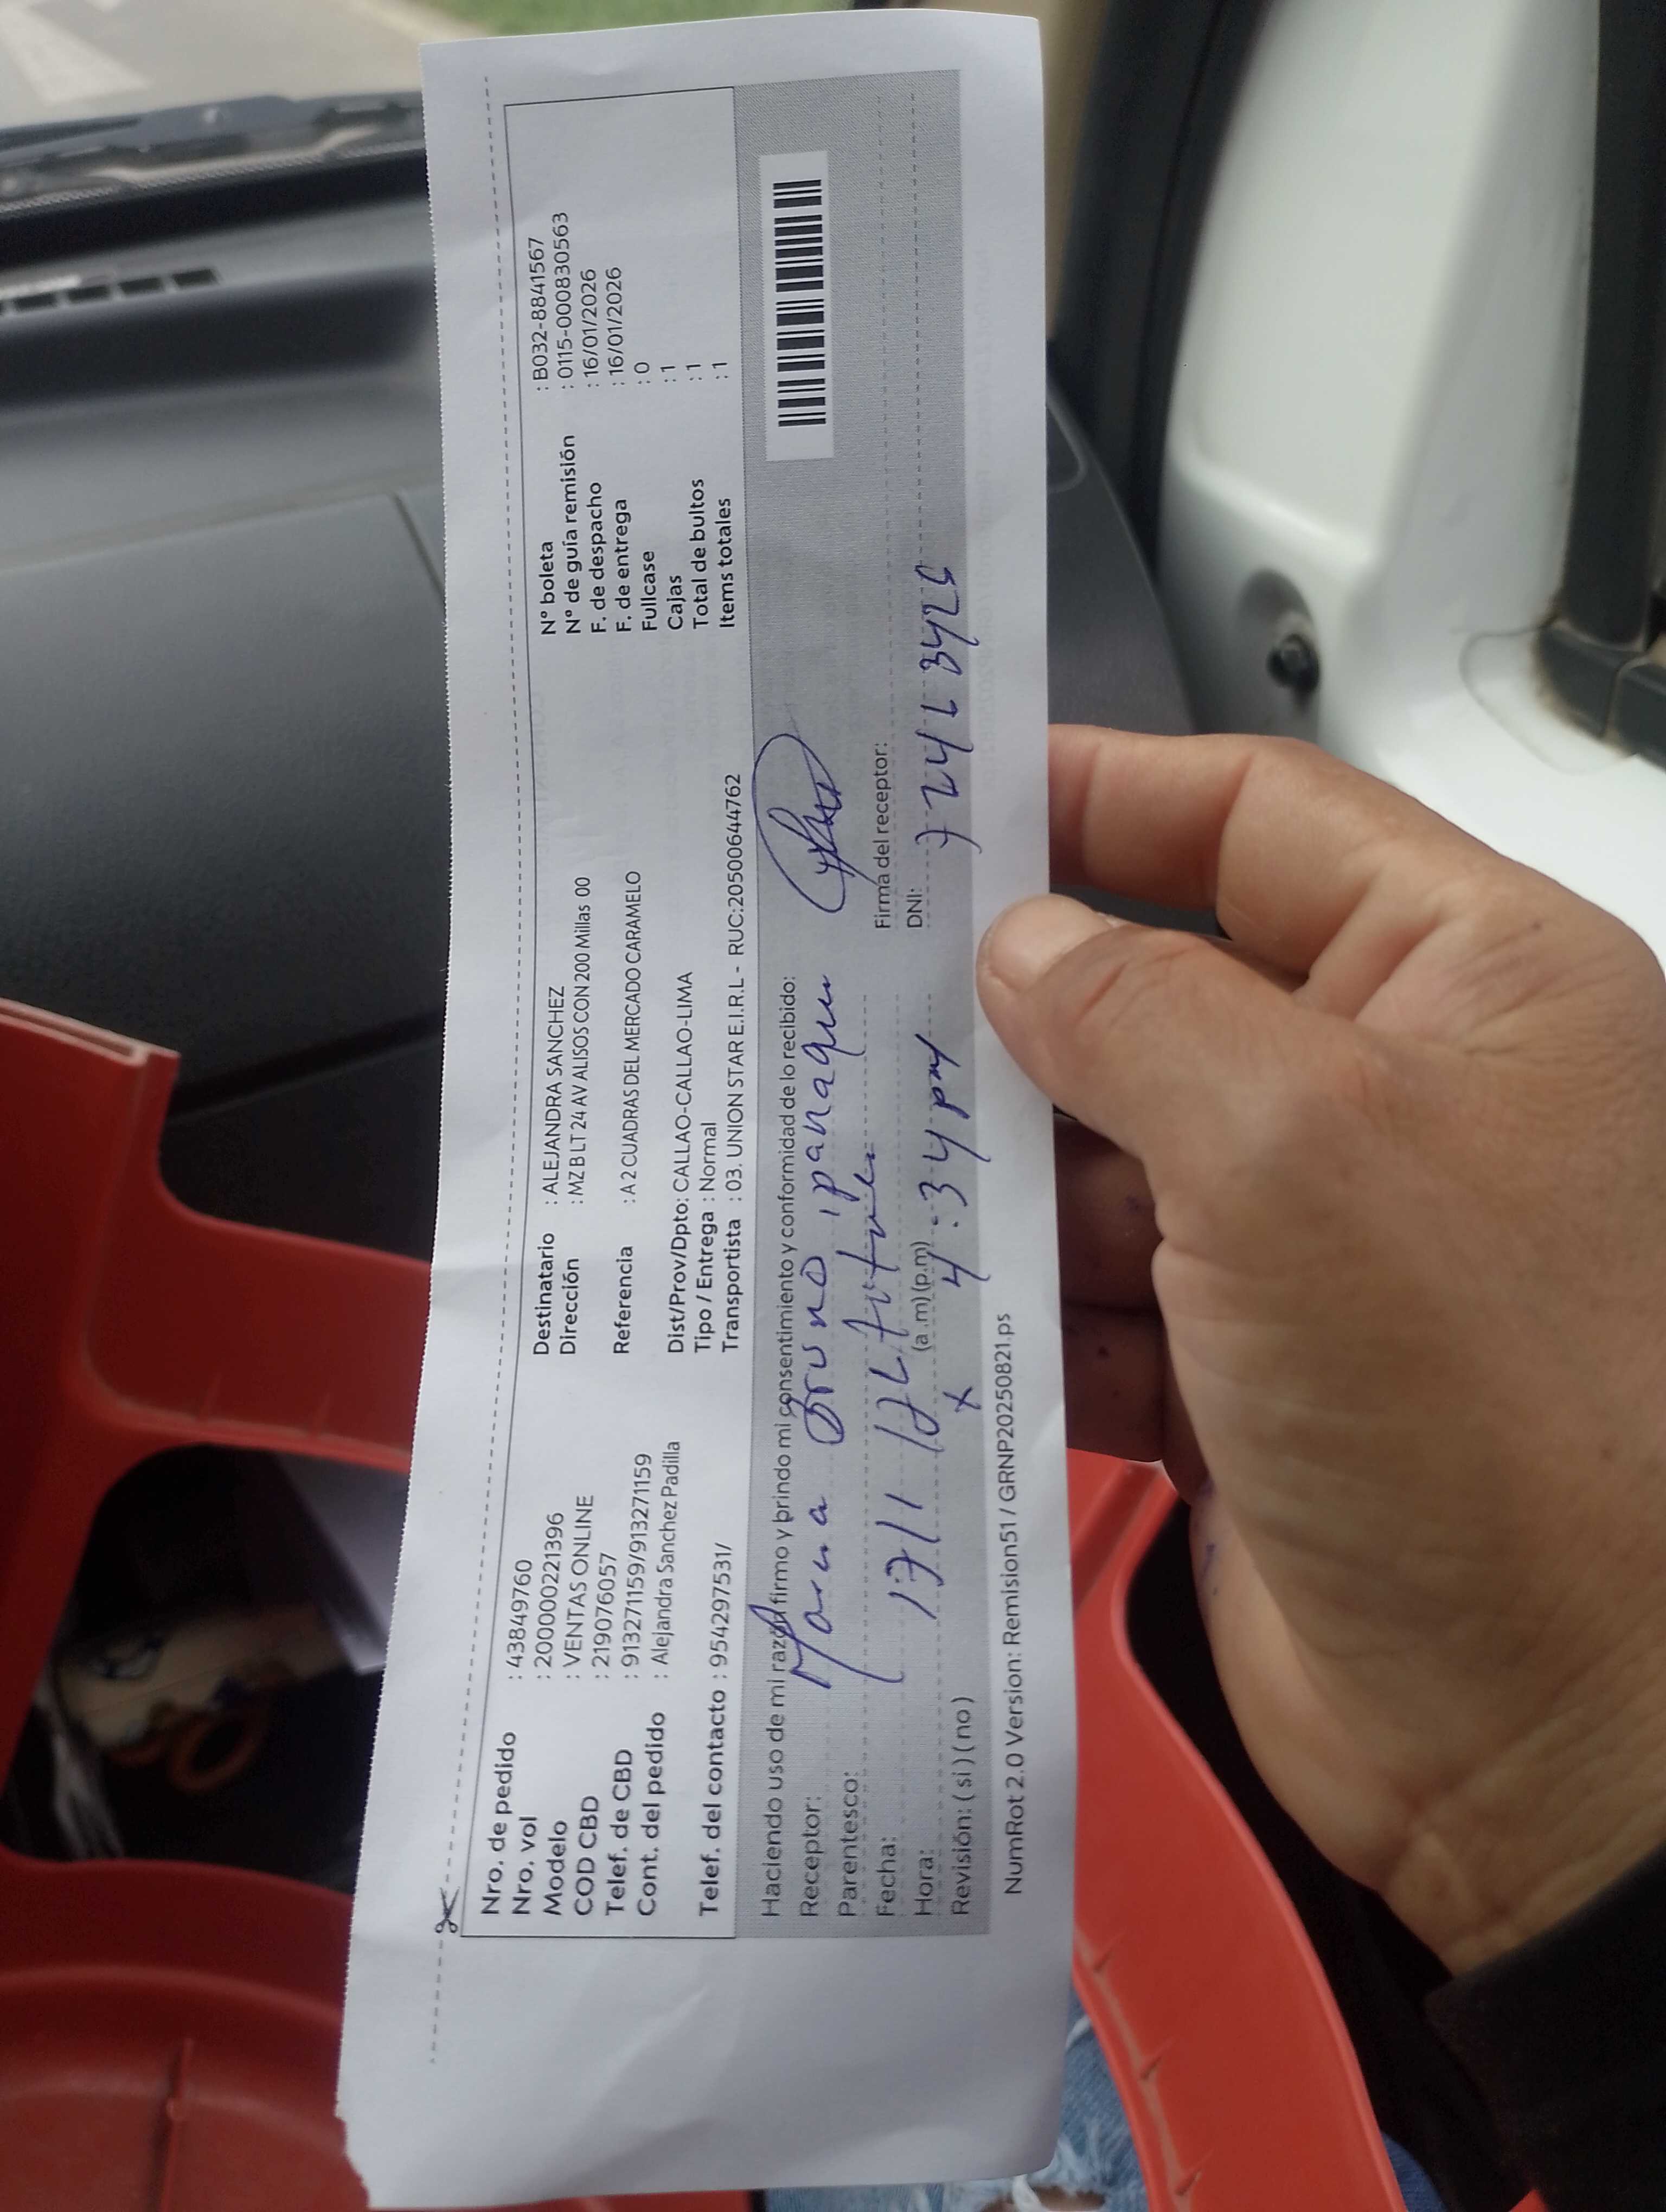 Nro. de pedido : 43849760
Nro. vol : 200000221396
Modelo : VENTAS ONLINE
COD CBD : 219076057
Telef. de CBD : 913271159/913271159
Cont. del pedido : Alejandra Sanchez Padilla
Telef. del contacto : 954297531/
Destinatario : ALEJANDRA SANCHEZ
Dirección : MZ B LT 24 AV ALISOS CON 200 Millas 00
Referencia : A 2 CUADRAS DEL MERCADO CARAMELO
Dist/Prov/Dpto: CALLAO-CALLAO-LIMA
Tipo / Entrega : Normal
Transportista : 03. UNION STAR E.I.R.L - RUC:20500644762
N° boleta : B032-8841567
N° de guía remisión : 0115-0000830563
F. de despacho : 16/01/2026
F. de entrega : 16/01/2026
Fullcase : 0
Cajas : 1
Total de bultos : 1
Items totales : 1
Haciendo uso de mi razón firmo y brindo mi consentimiento y conformidad de lo recibido:
Receptor: Bruno ipanaque
Parentesco:
Fecha: 17/1
Hora: (a.m) (p.m) 4:34 pm
Revisión: ( si ) ( no )
Firma del receptor:
DNI:
NumRot 2.0 Version: Remision51 / GRNP20250821.ps